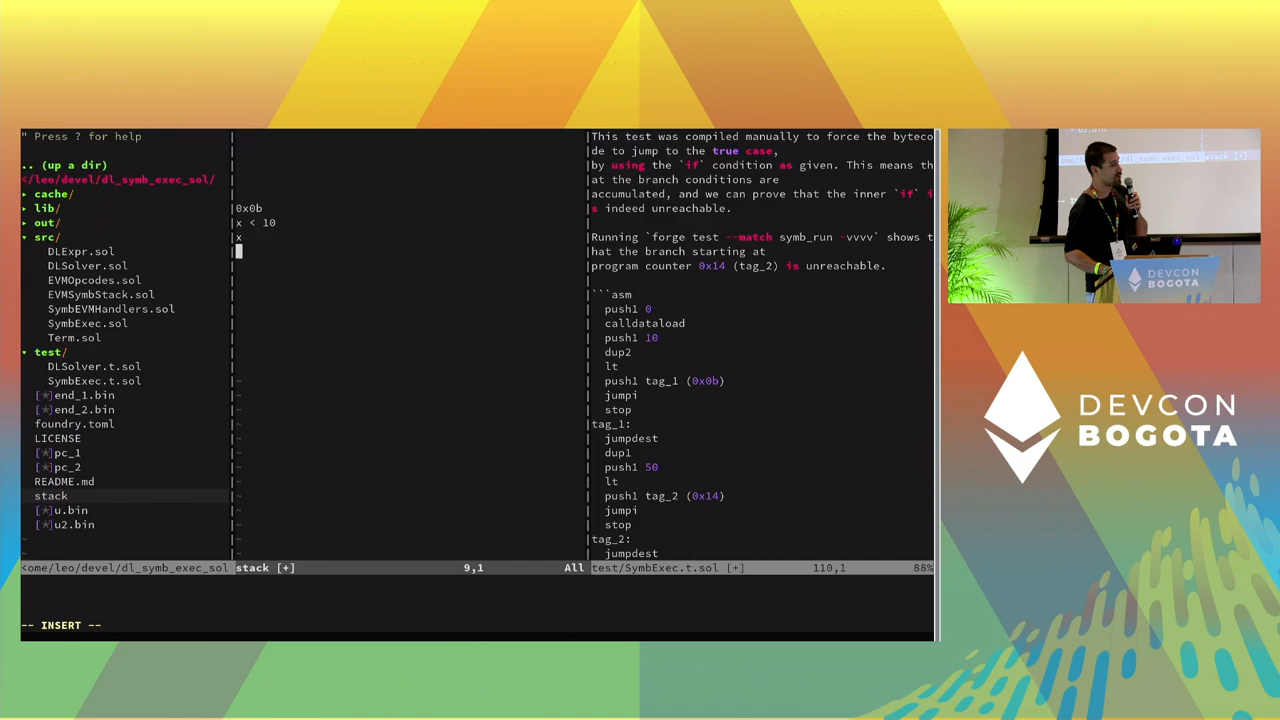 " Press ? for help
.. (up a dir)
</leo/devel/dl_symb_exec_sol/
▸ cache/
▸ lib/
▸ out/
▾ src/
DLExpr.sol
DLSolver.sol
EVMOpcodes.sol
EVMSymbStack.sol
SymbEVMHandlers.sol
SymbExec.sol
Term.sol
▾ test/
DLSolver.t.sol
SymbExec.t.sol
[✭]end_1.bin
[✭]end_2.bin
foundry.toml
LICENSE
[✭]pc_1
[✭]pc_2
README.md
stack
[✭]u.bin
[✭]u2.bin
<ome/leo/devel/dl_symb_exec_sol
0x0b
x < 10
x
stack [+] 9,1 All
This test was compiled manually to force the byteco
de to jump to the true case,
by using the `if` condition as given. This means th
at the branch conditions are
accumulated, and we can prove that the inner `if` i
s indeed unreachable.
Running `forge test --match symb_run -vvvv` shows t
hat the branch starting at
program counter 0x14 (tag_2) is unreachable.
```asm
push1 0
calldataload
push1 10
dup2
lt
push1 tag_1 (0x0b)
jumpi
stop
tag_1:
jumpdest
dup1
push1 50
lt
push1 tag_2 (0x14)
jumpi
stop
tag_2:
jumpdest
test/SymbExec.t.sol [+] 110,1 88%
-- INSERT --
DEVCON
BOGOTA
DEVCON
BOGOTA